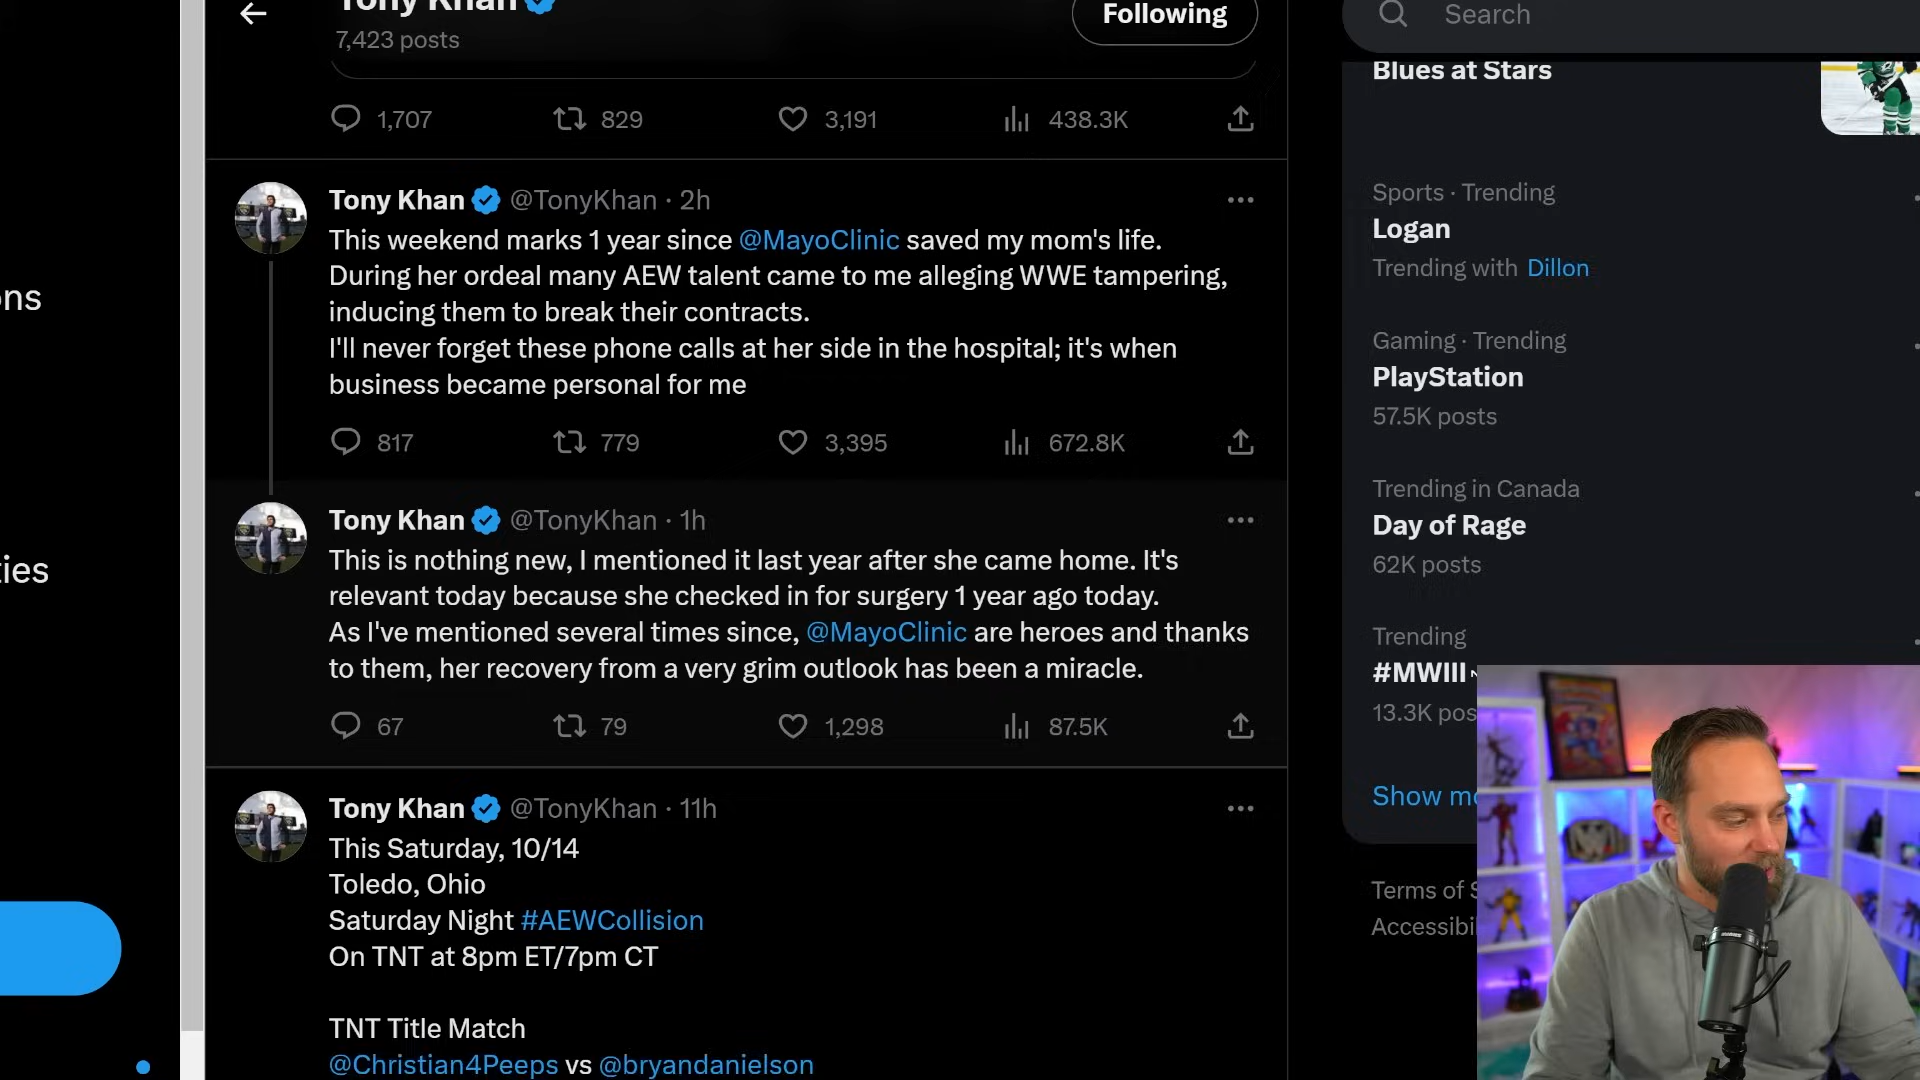 Tony Khan
7,423 posts
Following
Search
1,707 829 3,191 438.3K
Tony Khan @TonyKhan · 2h
This weekend marks 1 year since @MayoClinic saved my mom's life.
During her ordeal many AEW talent came to me alleging WWE tampering,
inducing them to break their contracts.
I'll never forget these phone calls at her side in the hospital; it's when
business became personal for me
817 779 3,395 672.8K
Tony Khan @TonyKhan · 1h
This is nothing new, I mentioned it last year after she came home. It's
relevant today because she checked in for surgery 1 year ago today.
As I've mentioned several times since, @MayoClinic are heroes and thanks
to them, her recovery from a very grim outlook has been a miracle.
67 79 1,298 87.5K
Tony Khan @TonyKhan · 11h
This Saturday, 10/14
Toledo, Ohio
Saturday Night #AEWCollision
On TNT at 8pm ET/7pm CT
TNT Title Match
@Christian4Peeps vs @bryandanielson
ons
ties
Blues at Stars
Sports · Trending
Logan
Trending with Dillon
Gaming · Trending
PlayStation
57.5K posts
Trending in Canada
Day of Rage
62K posts
Trending
#MWIII
13.3K pos
Show mo
Terms of S
Accessibi